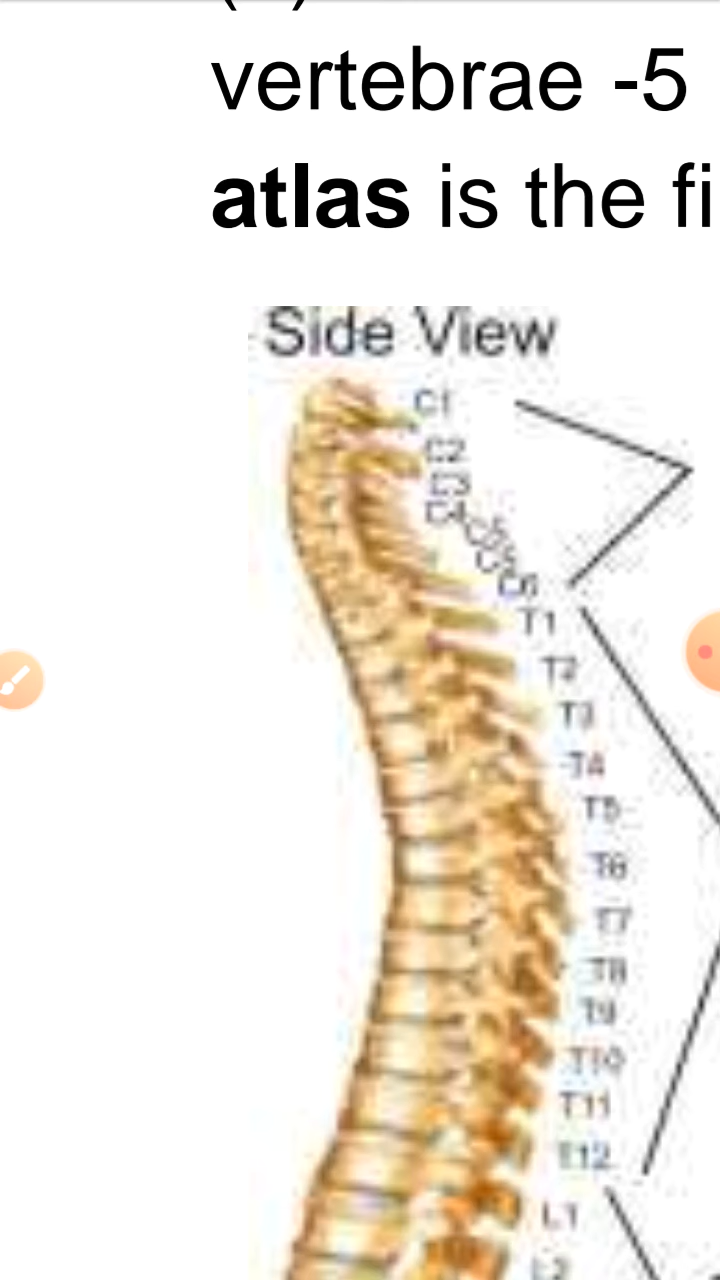 vertebrae -5
atlas is the fi
Side View
C1
C2
C3
C4
T1
T2
T3
T4
T5
T6
T7
T8
T9
T10
T11
T12
L1
L2